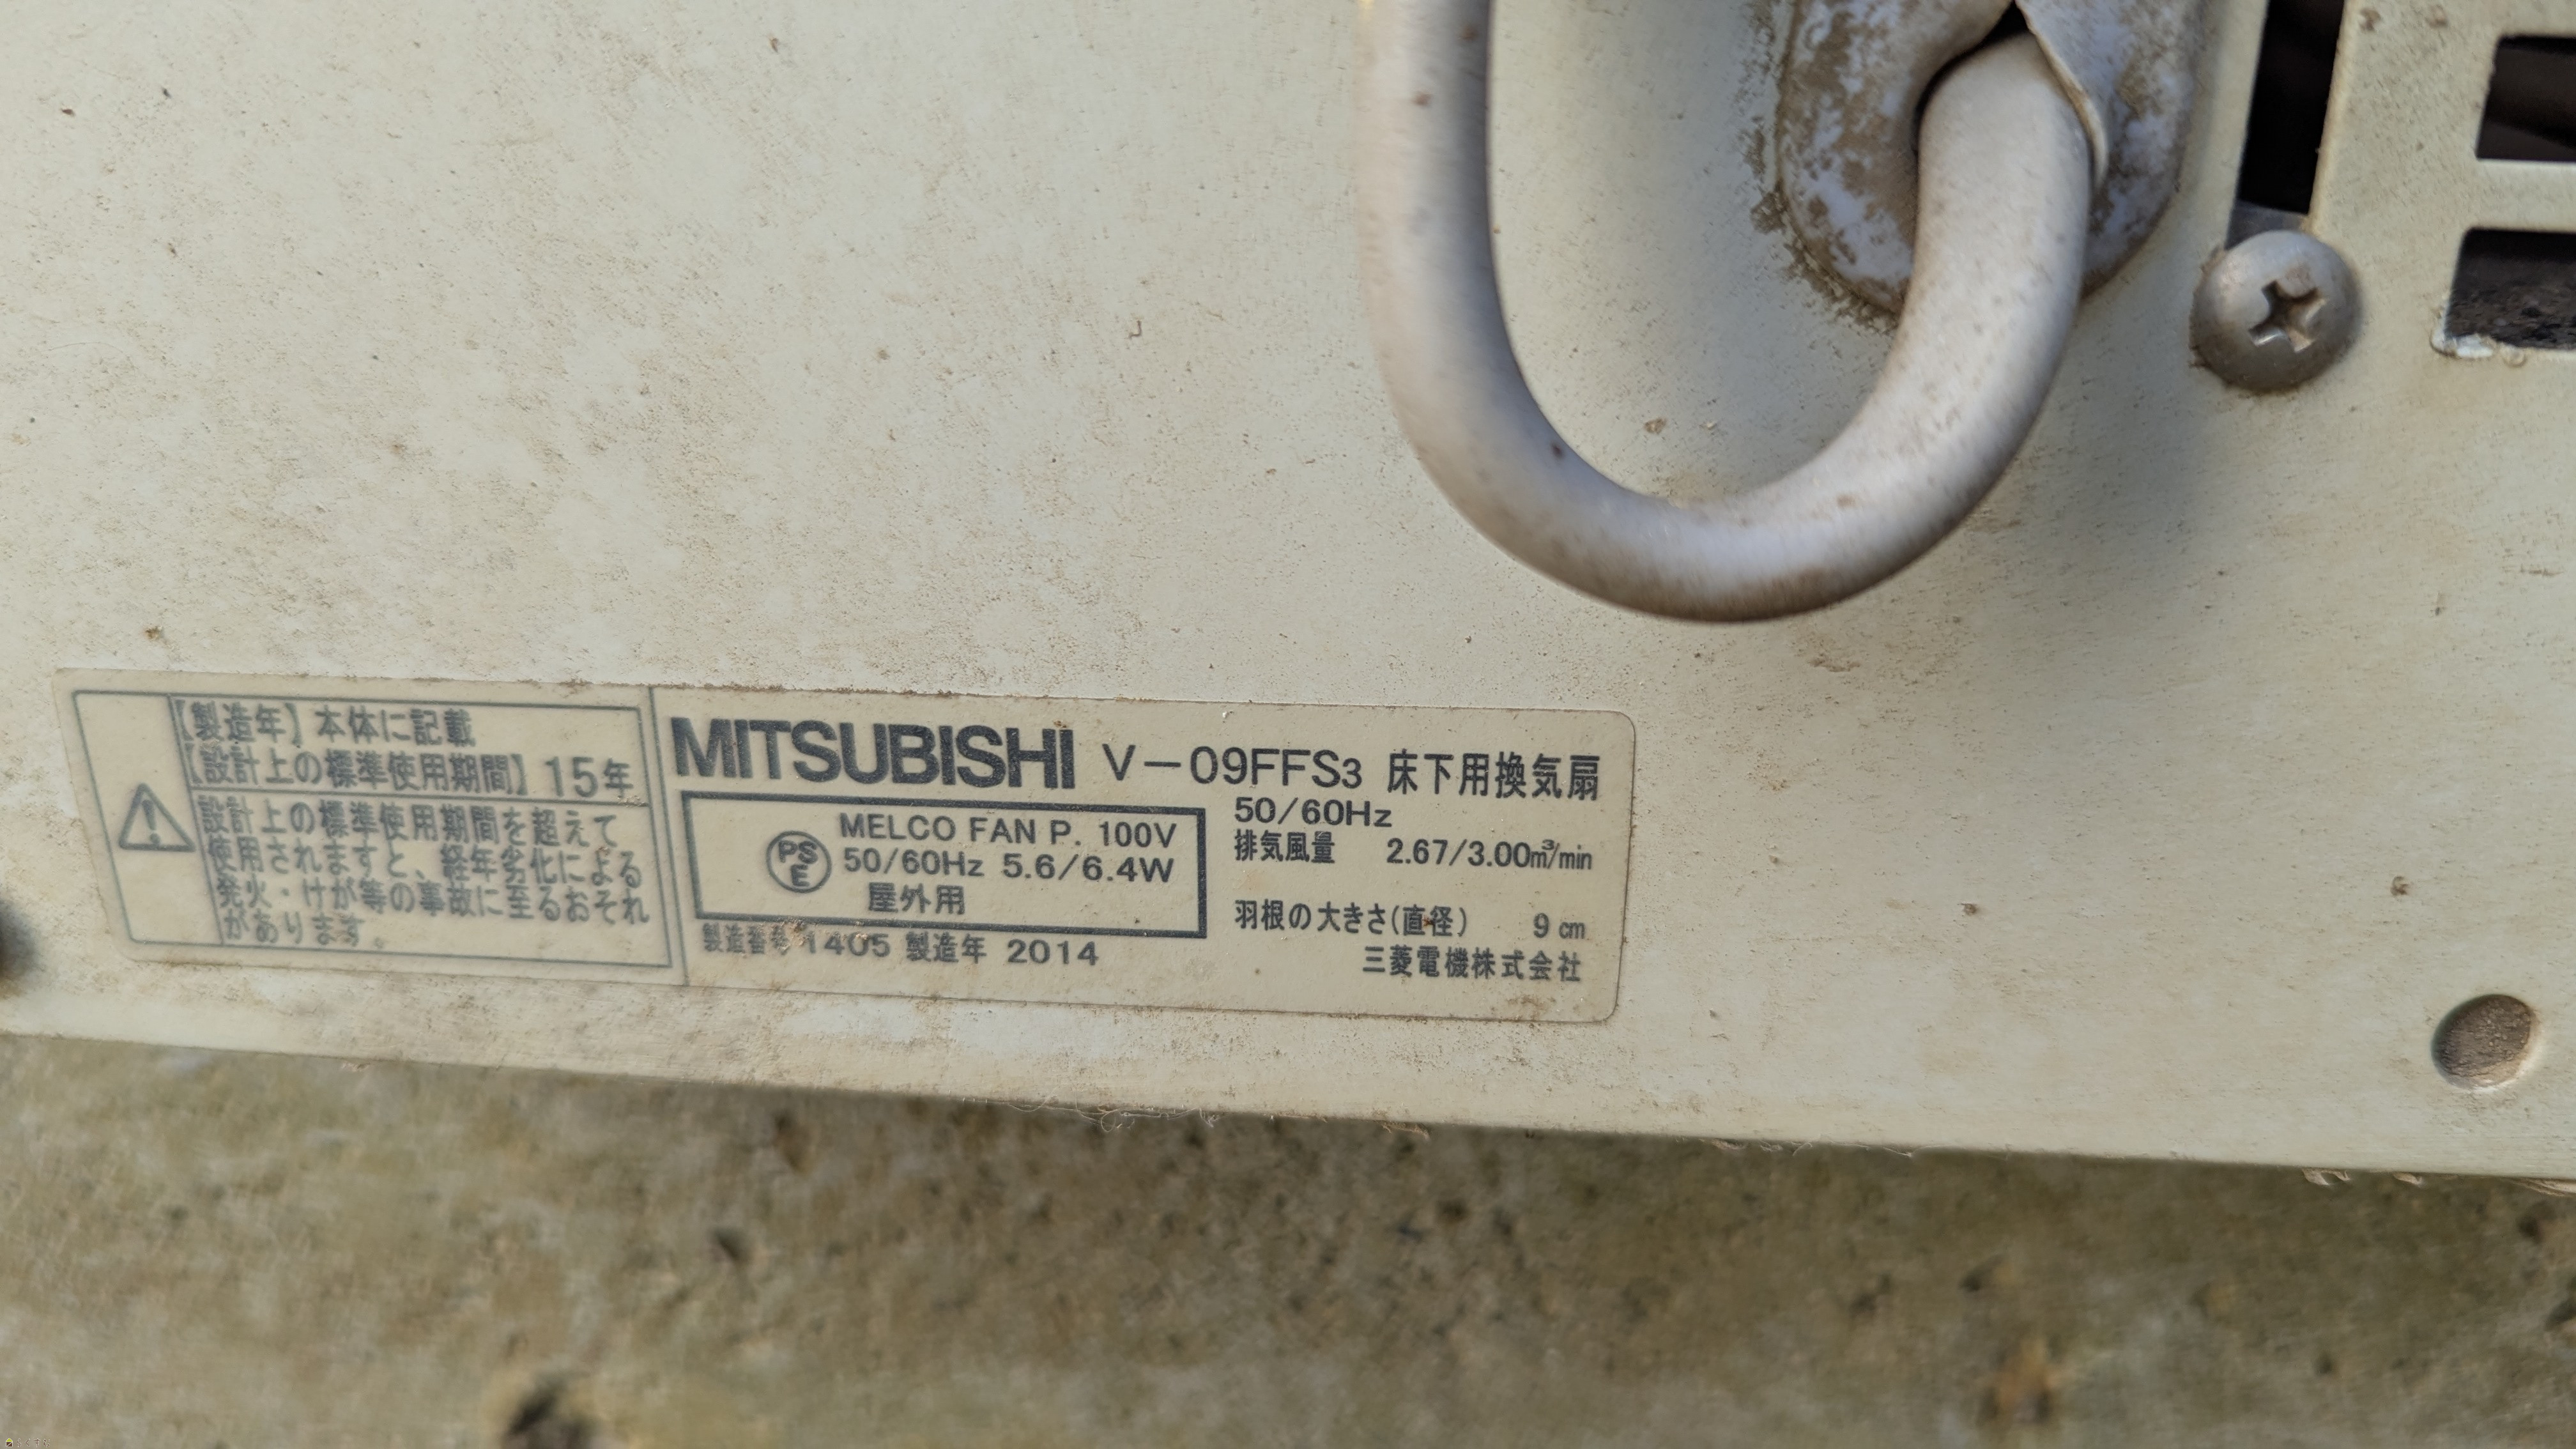 【製造年】本体に記載
【設計上の標準使用期間】15年
設計上の標準使用期間を超えて
使用されますと、経年劣化による
発火・けが等の事故に至るおそれ
があります。
MITSUBISHI V-09FFS3 床下用換気扇
PS
E
MELCO FAN P. 100V
50/60Hz 5.6/6.4W
屋外用
製造番号 1405 製造年 2014
50/60Hz
排気風量 2.67/3.00m³/min
羽根の大きさ(直径) 9cm
三菱電機株式会社